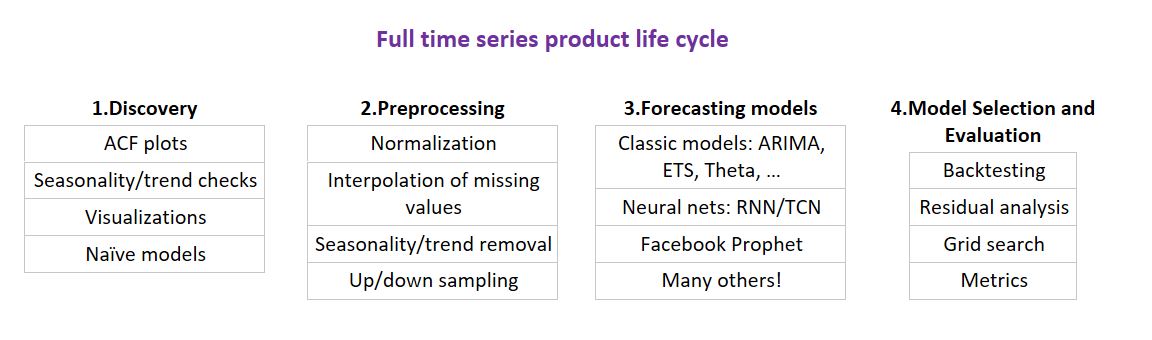 Full time series product life cycle
1.Discovery
ACF plots
Seasonality/trend checks
Visualizations
Naïve models
2.Preprocessing
Normalization
Interpolation of missing
values
Seasonality/trend removal
Up/down sampling
3.Forecasting models
Classic models: ARIMA,
ETS, Theta, ...
Neural nets: RNN/TCN
Facebook Prophet
Many others!
4.Model Selection and
Evaluation
Backtesting
Residual analysis
Grid search
Metrics